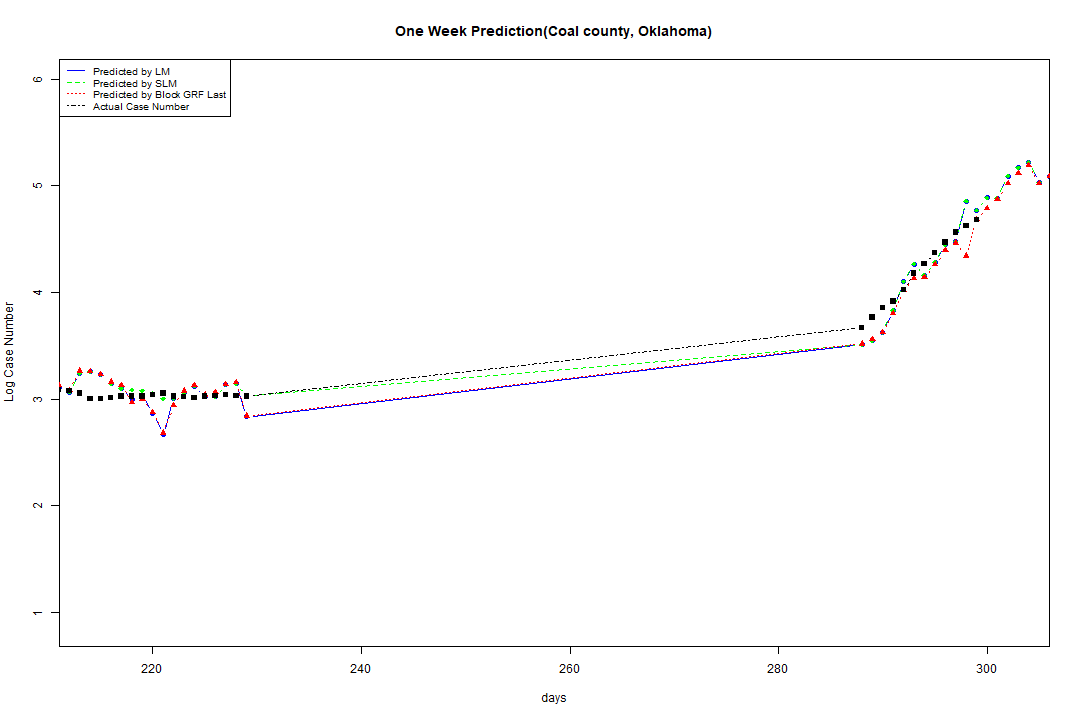 One Week Prediction(Coal county, Oklahoma)
Predicted by LM
Predicted by SLM
Predicted by Block GRF Last
Actual Case Number
Log Case Number
6
5
4
3
2
1
220 240 260 280 300
days